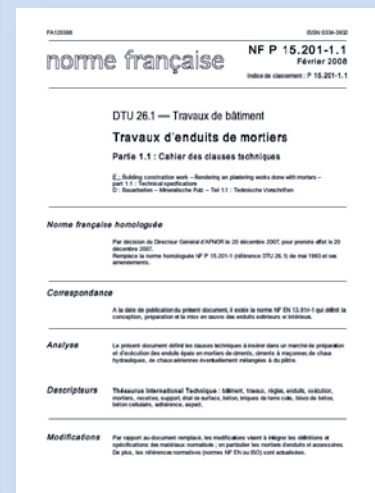 FA120988
ISSN 0335-3932
norme française
NF P 15.201-1.1
Février 2008
Indice de classement : P 15.201-1.1
DTU 26.1 — Travaux de bâtiment
Travaux d'enduits de mortiers
Partie 1.1 : Cahier des clauses techniques
E : Building construction work – Rendering an plastering works done with mortars –
part 1.1 : Technical specifications
D : Bauarbeiten – Mineralische Putz – Teil 1.1 : Technische Vorschriften
Norme française homologuée
Par décision du Directeur Général d'AFNOR le 20 décembre 2007, pour prendre effet le 20
décembre 2007.
Remplace la norme homologuée NF P 15.201-1 (référence DTU 26.1) de mai 1993 et ses
amendements.
Correspondance
A la date de publication du présent document, il existe la norme NF EN 13.914-1 qui définit la
conception, préparation et la mise en œuvre des enduits extérieurs et intérieurs.
Analyse
Le présent document définit les clauses techniques à insérer dans un marché de préparation
et d'exécution des enduits épais en mortiers de ciments, ciments à maçonner, de chaux
hydrauliques, de chaux aériennes éventuellement mélangées à du plâtre.
Descripteurs
Thésaurus International Technique : bâtiment, travaux, règles, enduits, exécution,
mortiers, recettes, support, état de surface, béton, briques de terre cuite, blocs de béton,
béton cellulaire, adhérence, aspect.
Modifications
Par rapport au document remplacé, les modifications visent à intégrer les définitions et
spécifications des matériaux normalisés ; en particulier les mortiers d'enduits et accessoires.
De plus, les références normatives (normes NF EN ou ISO) sont actualisées.